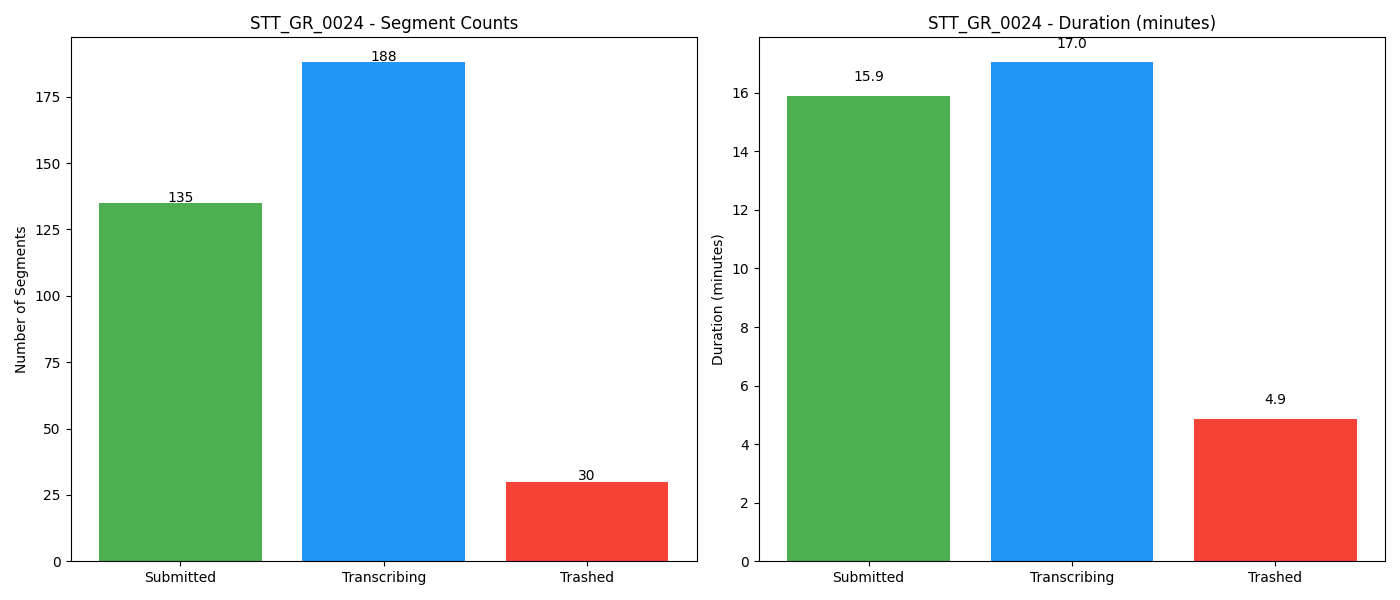 STT_GR_0024 - Segment Counts
Number of Segments
175
150
125
100
75
50
25
0
135
188
30
Submitted
Transcribing
Trashed
STT_GR_0024 - Duration (minutes)
Duration (minutes)
16
14
12
10
8
6
4
2
0
15.9
17.0
4.9
Submitted
Transcribing
Trashed